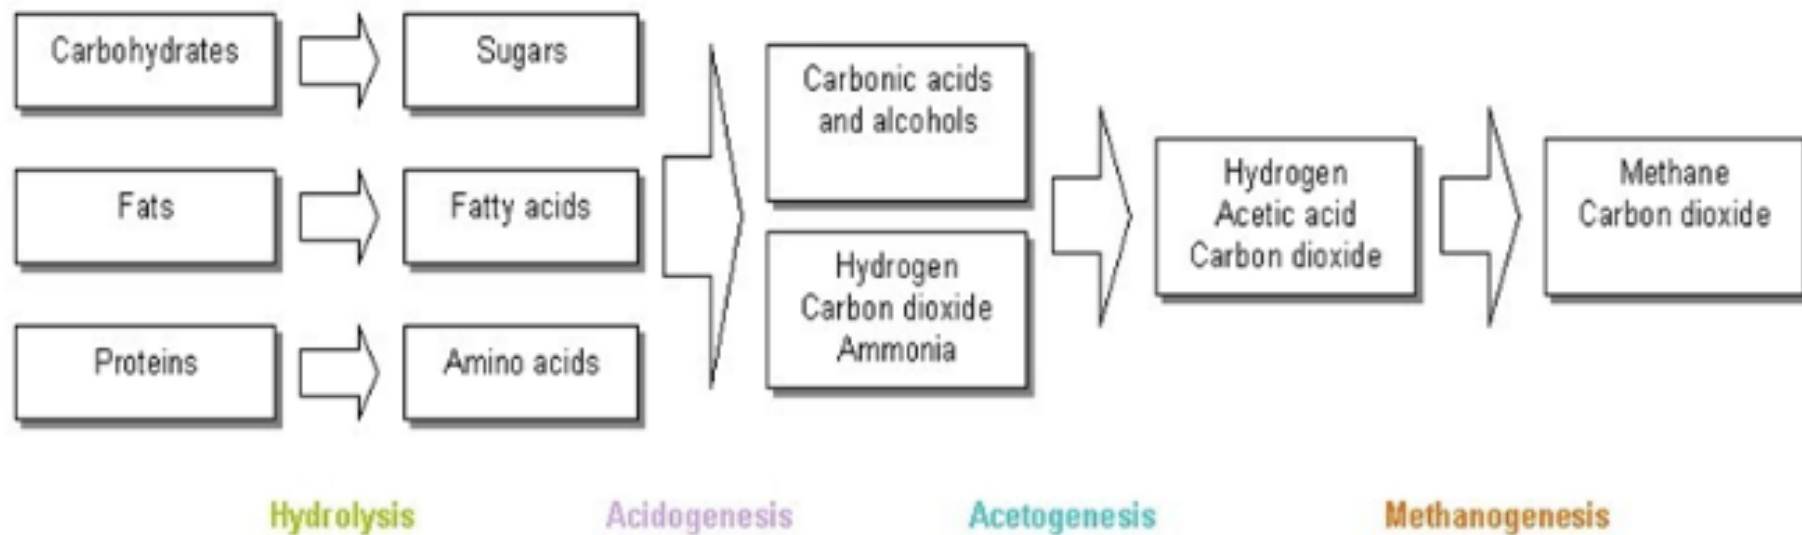 Carbohydrates
Sugars
Fats
Fatty acids
Proteins
Amino acids
Carbonic acids
and alcohols
Hydrogen
Carbon dioxide
Ammonia
Hydrogen
Acetic acid
Carbon dioxide
Methane
Carbon dioxide
Hydrolysis
Acidogenesis
Acetogenesis
Methanogenesis